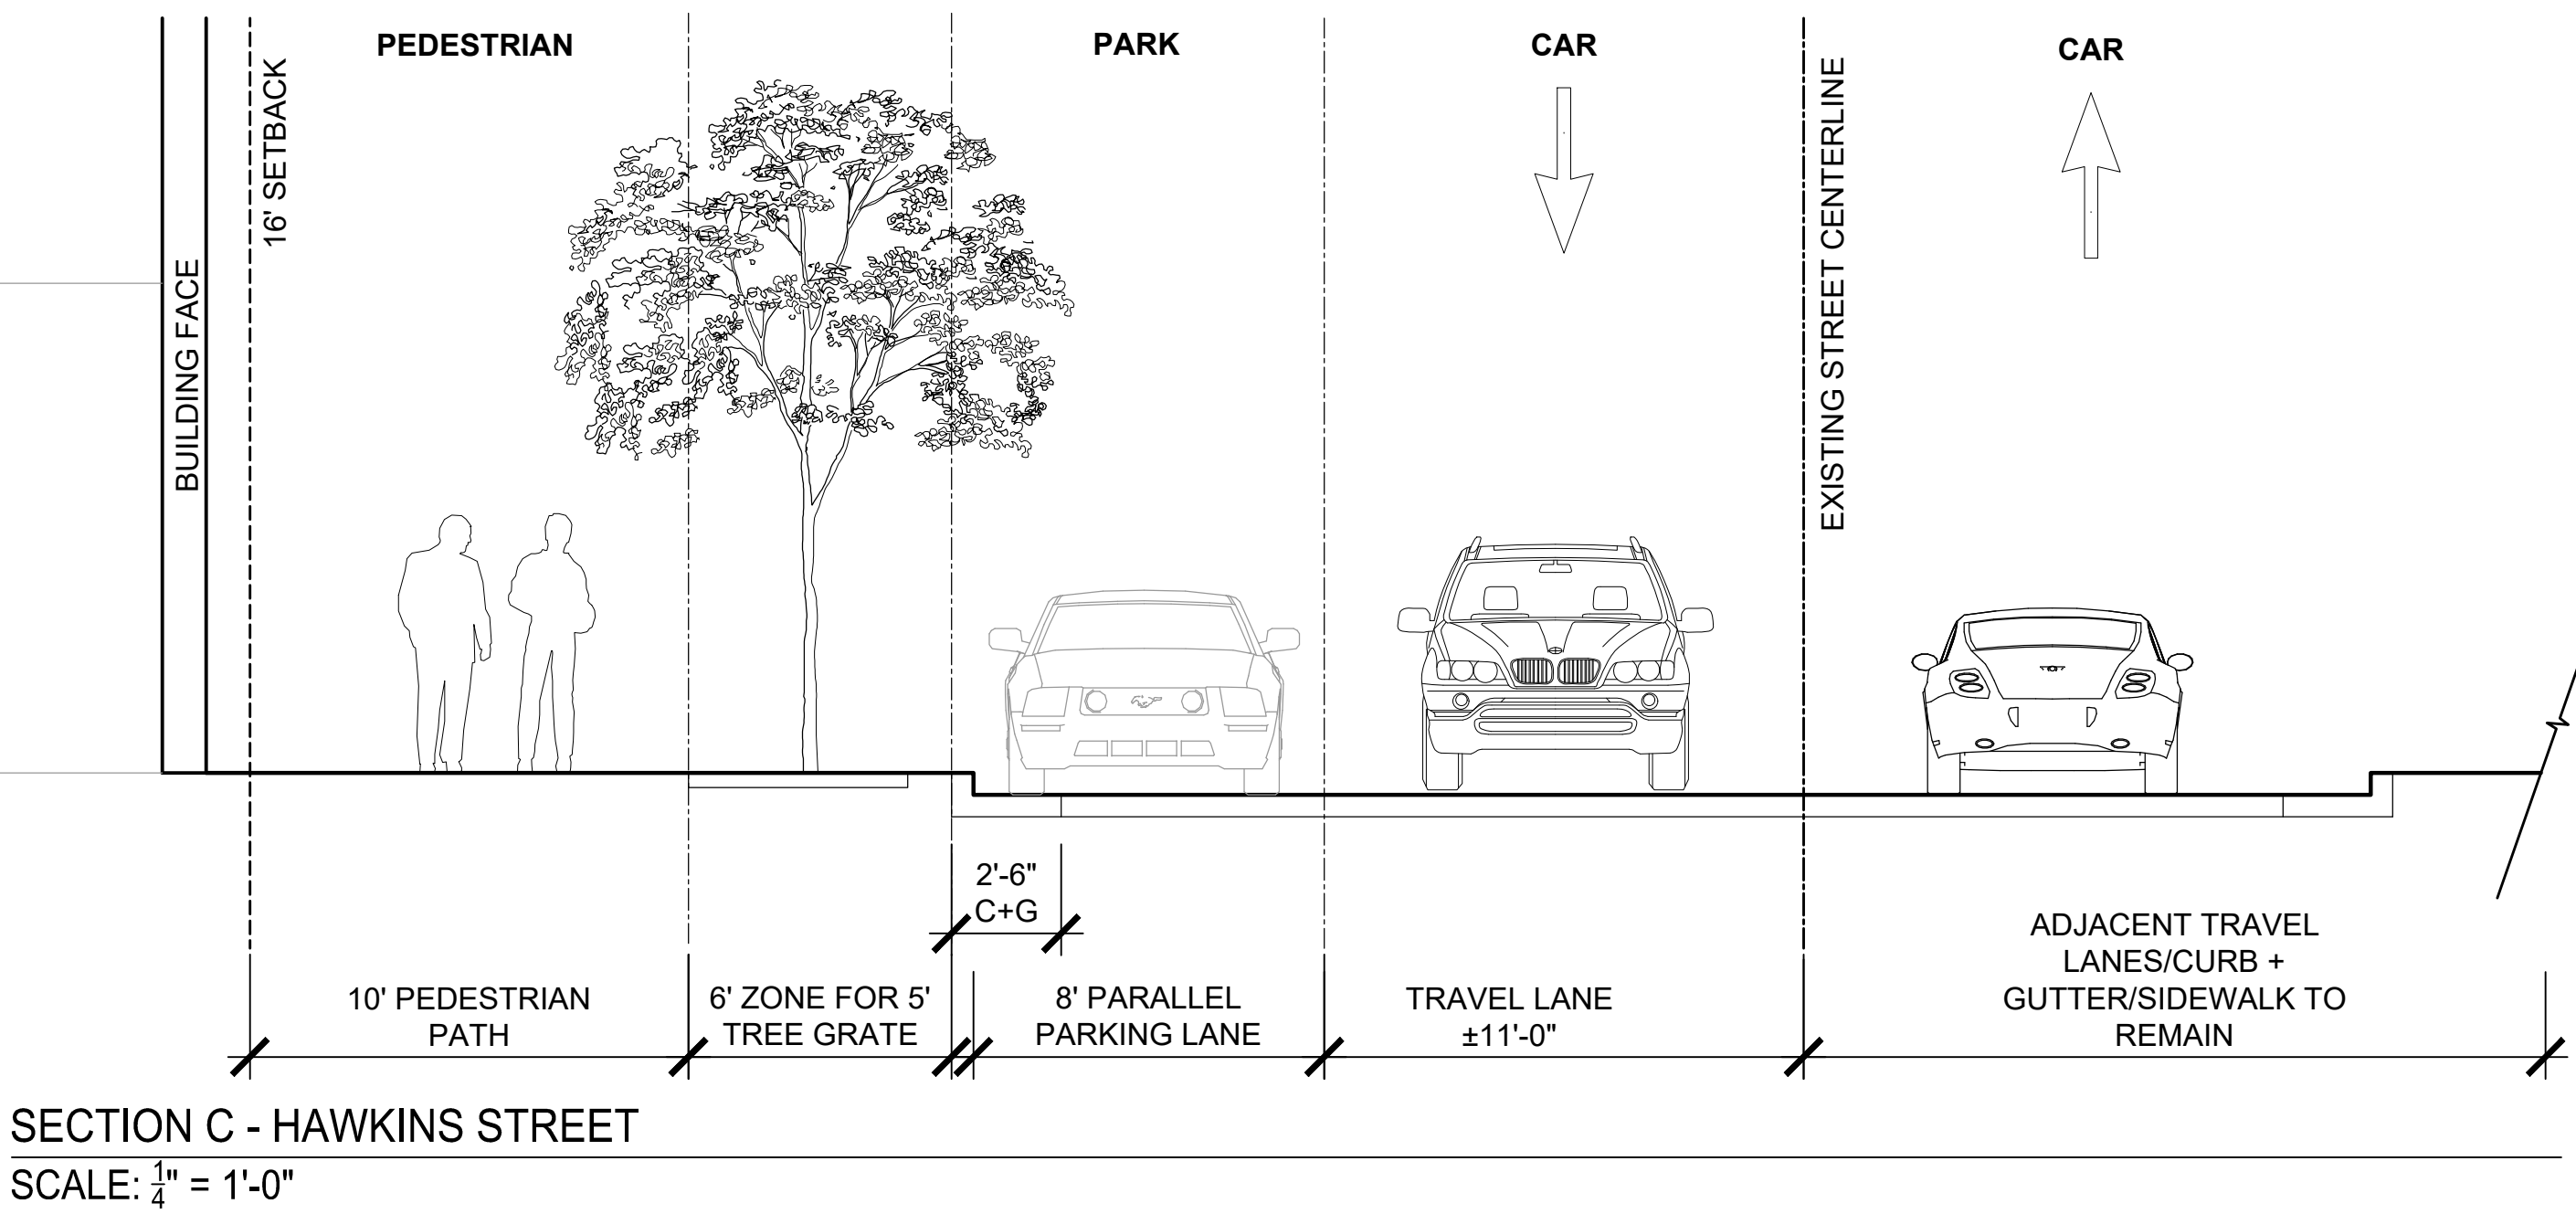 PEDESTRIAN
PARK
CAR
CAR
BUILDING FACE
16' SETBACK
EXISTING STREET CENTERLINE
2'-6"
C+G
10' PEDESTRIAN
PATH
6' ZONE FOR 5'
TREE GRATE
8' PARALLEL
PARKING LANE
TRAVEL LANE
±11'-0"
ADJACENT TRAVEL
LANES/CURB +
GUTTER/SIDEWALK TO
REMAIN
SECTION C - HAWKINS STREET
SCALE: 1/4" = 1'-0"